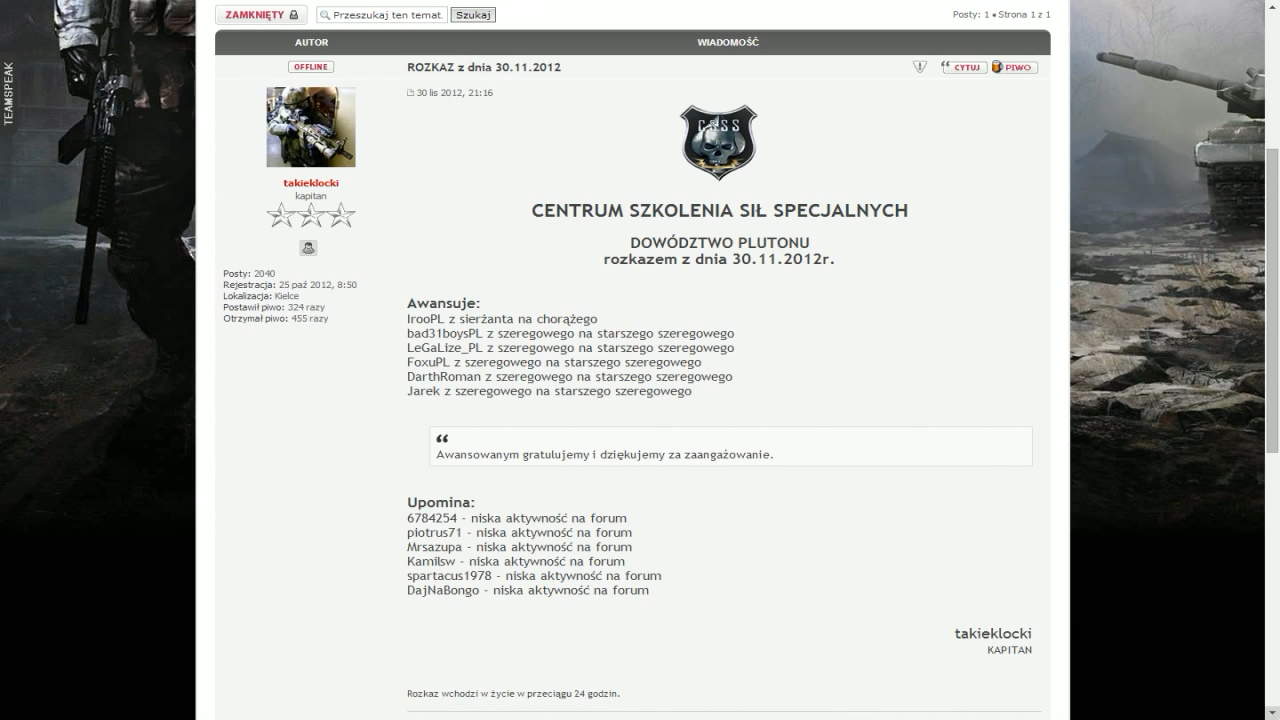 TEAMSPEAK
ZAMKNIĘTY
Przeszukaj ten temat.
Szukaj
Posty: 1 • Strona 1 z 1
AUTOR
WIADOMOŚĆ
OFFLINE
ROZKAZ z dnia 30.11.2012
CYTUJ
PIWO
30 lis 2012, 21:16
takieklocki
kapitan
Posty: 2040
Rejestracja: 25 paź 2012, 8:50
Lokalizacja: Kielce
Postawił piwo: 324 razy
Otrzymał piwo: 455 razy
CSSS
CENTRUM SZKOLENIA SIŁ SPECJALNYCH
DOWÓDZTWO PLUTONU
rozkazem z dnia 30.11.2012r.
Awansuje:
IrooPL z sierżanta na chorążego
bad31boysPL z szeregowego na starszego szeregowego
LeGaLize_PL z szeregowego na starszego szeregowego
FoxuPL z szeregowego na starszego szeregowego
DarthRoman z szeregowego na starszego szeregowego
Jarek z szeregowego na starszego szeregowego
Awansowanym gratulujemy i dziękujemy za zaangażowanie.
Upomina:
6784254 - niska aktywność na forum
piotrus71 - niska aktywność na forum
Mrsazupa - niska aktywność na forum
Kamilsw - niska aktywność na forum
spartacus1978 - niska aktywność na forum
DajNaBongo - niska aktywność na forum
takieklocki
KAPITAN
Rozkaz wchodzi w życie w przeciągu 24 godzin.